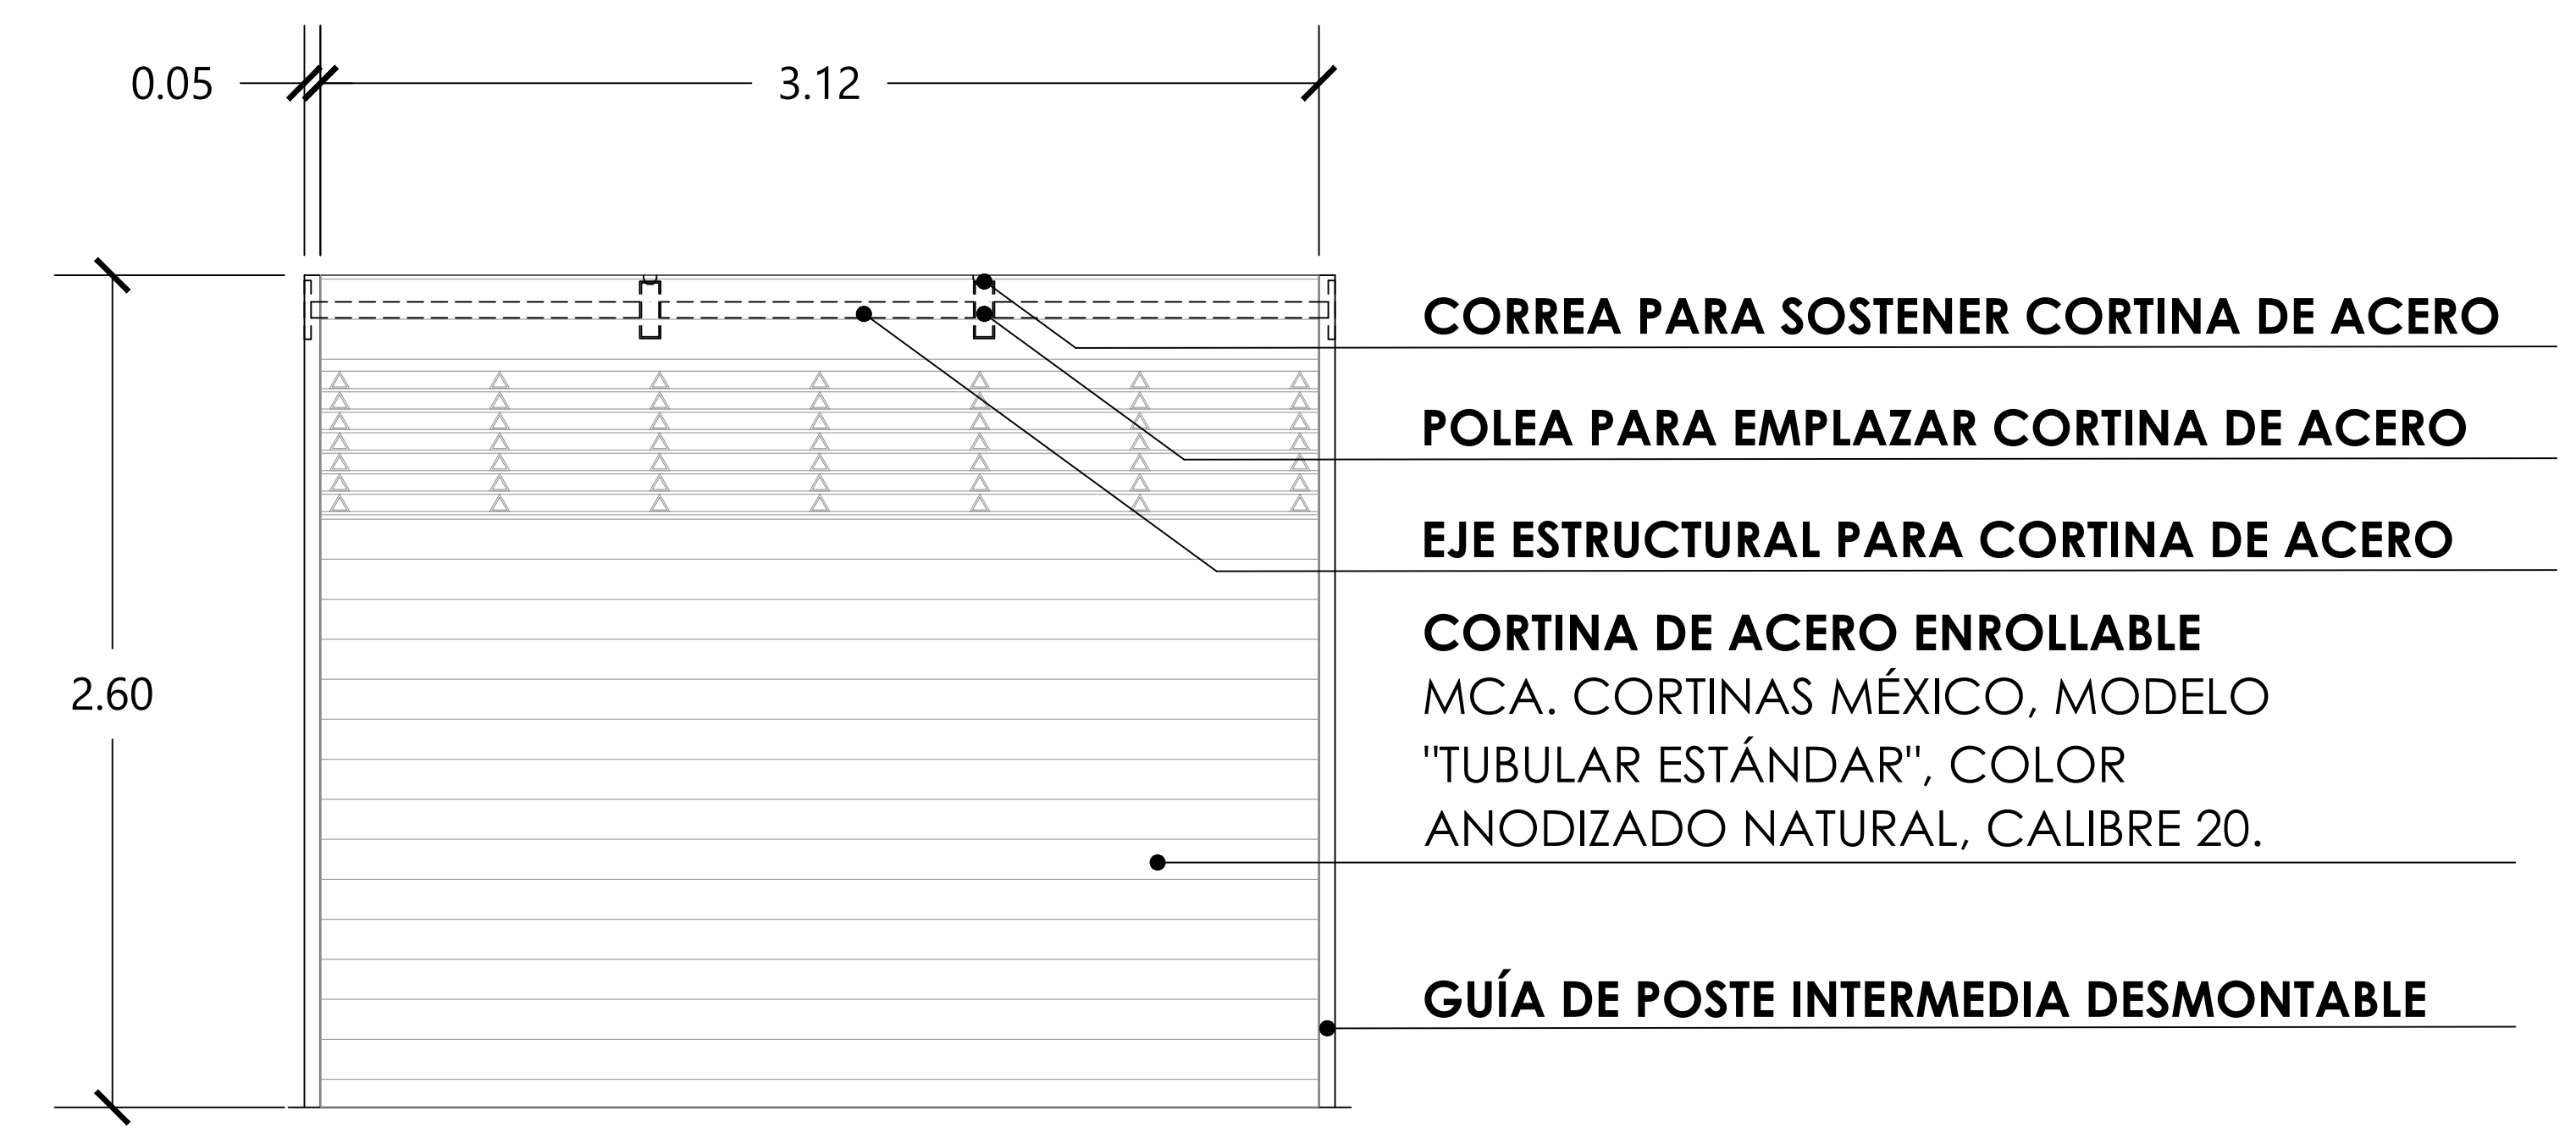 0.05
3.12
CORREA PARA SOSTENER CORTINA DE ACERO
POLEA PARA EMPLAZAR CORTINA DE ACERO
EJE ESTRUCTURAL PARA CORTINA DE ACERO
CORTINA DE ACERO ENROLLABLE
MCA. CORTINAS MÉXICO, MODELO
"TUBULAR ESTÁNDAR", COLOR
ANODIZADO NATURAL, CALIBRE 20.
2.60
GUÍA DE POSTE INTERMEDIA DESMONTABLE